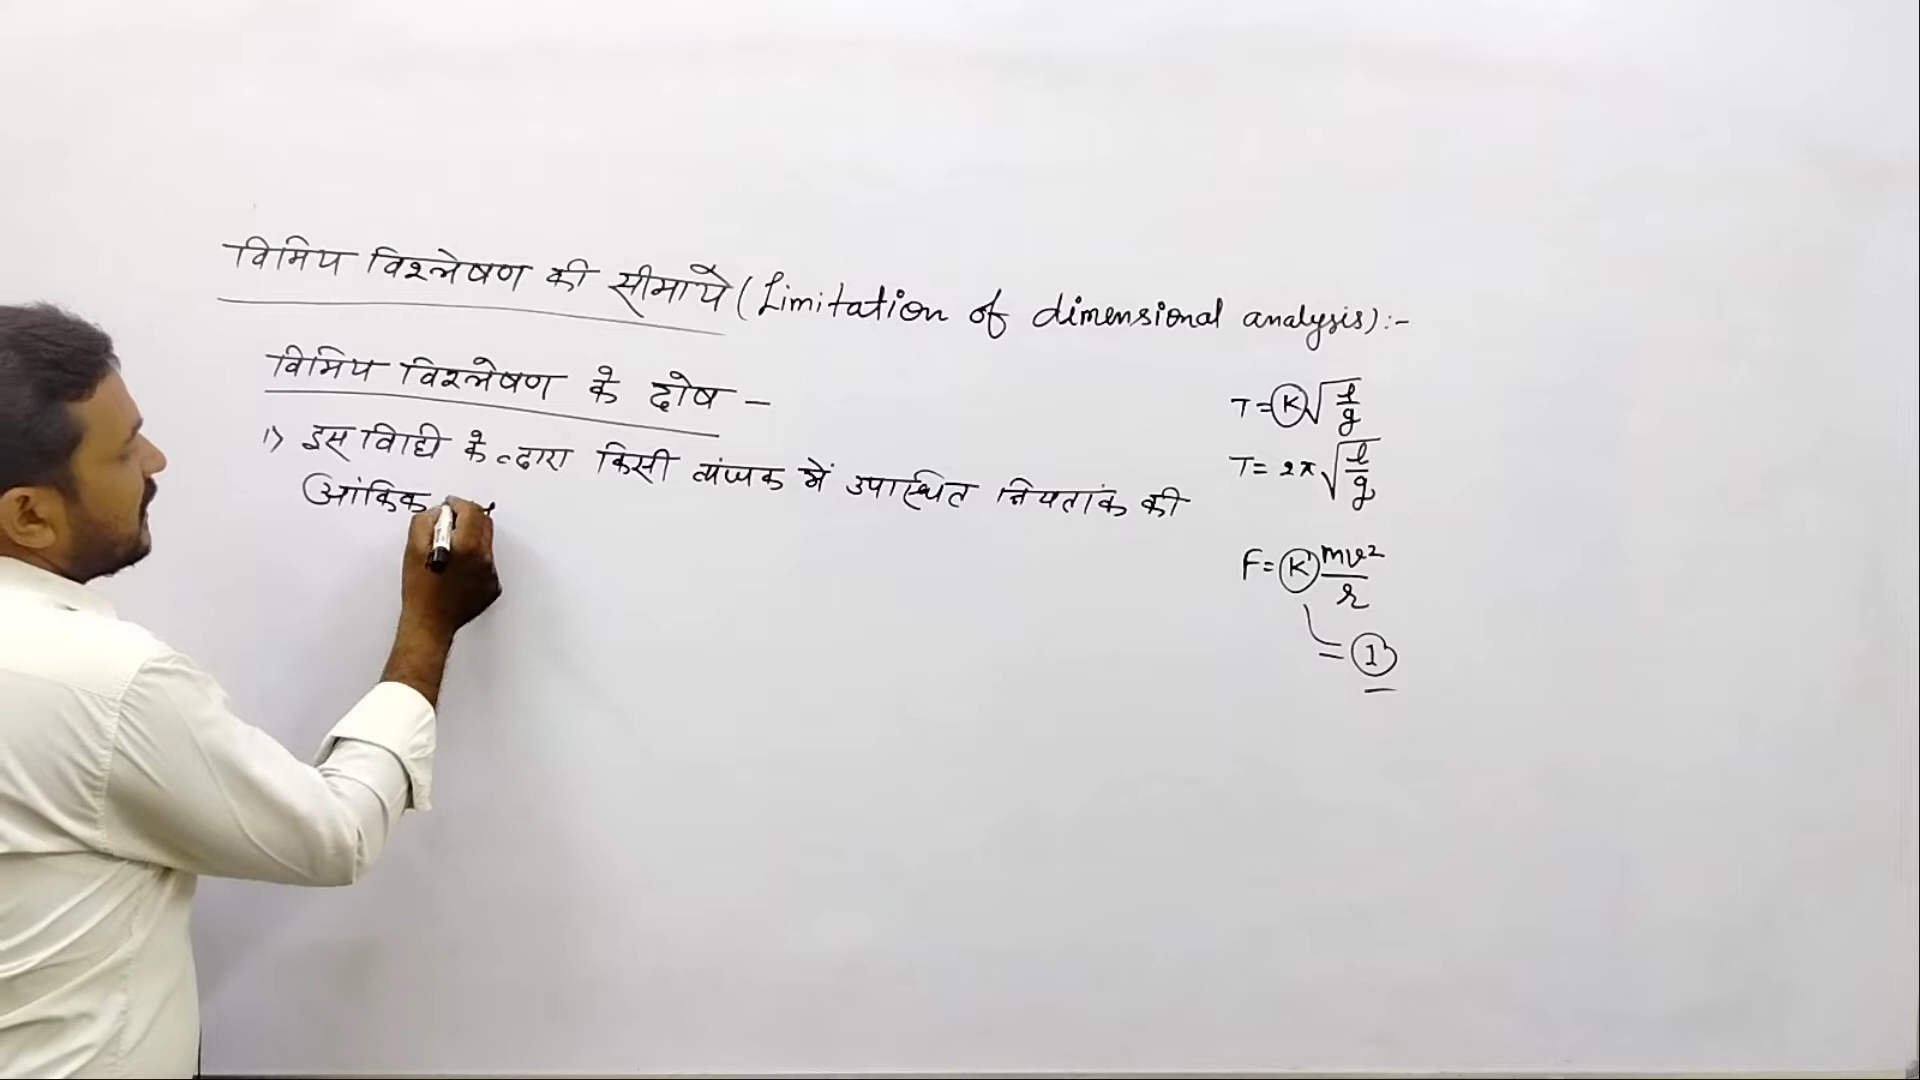 विमिय विश्लेषण की सीमायें (Limitation of dimensional analysis):-
विमिय विश्लेषण के दोष -
1> इस विधि के द्वारा किसी व्यंजक में उपस्थित नियतांक की
आंकिक
T=K√l/g
T=2π√l/g
F=K mv²/r
=1